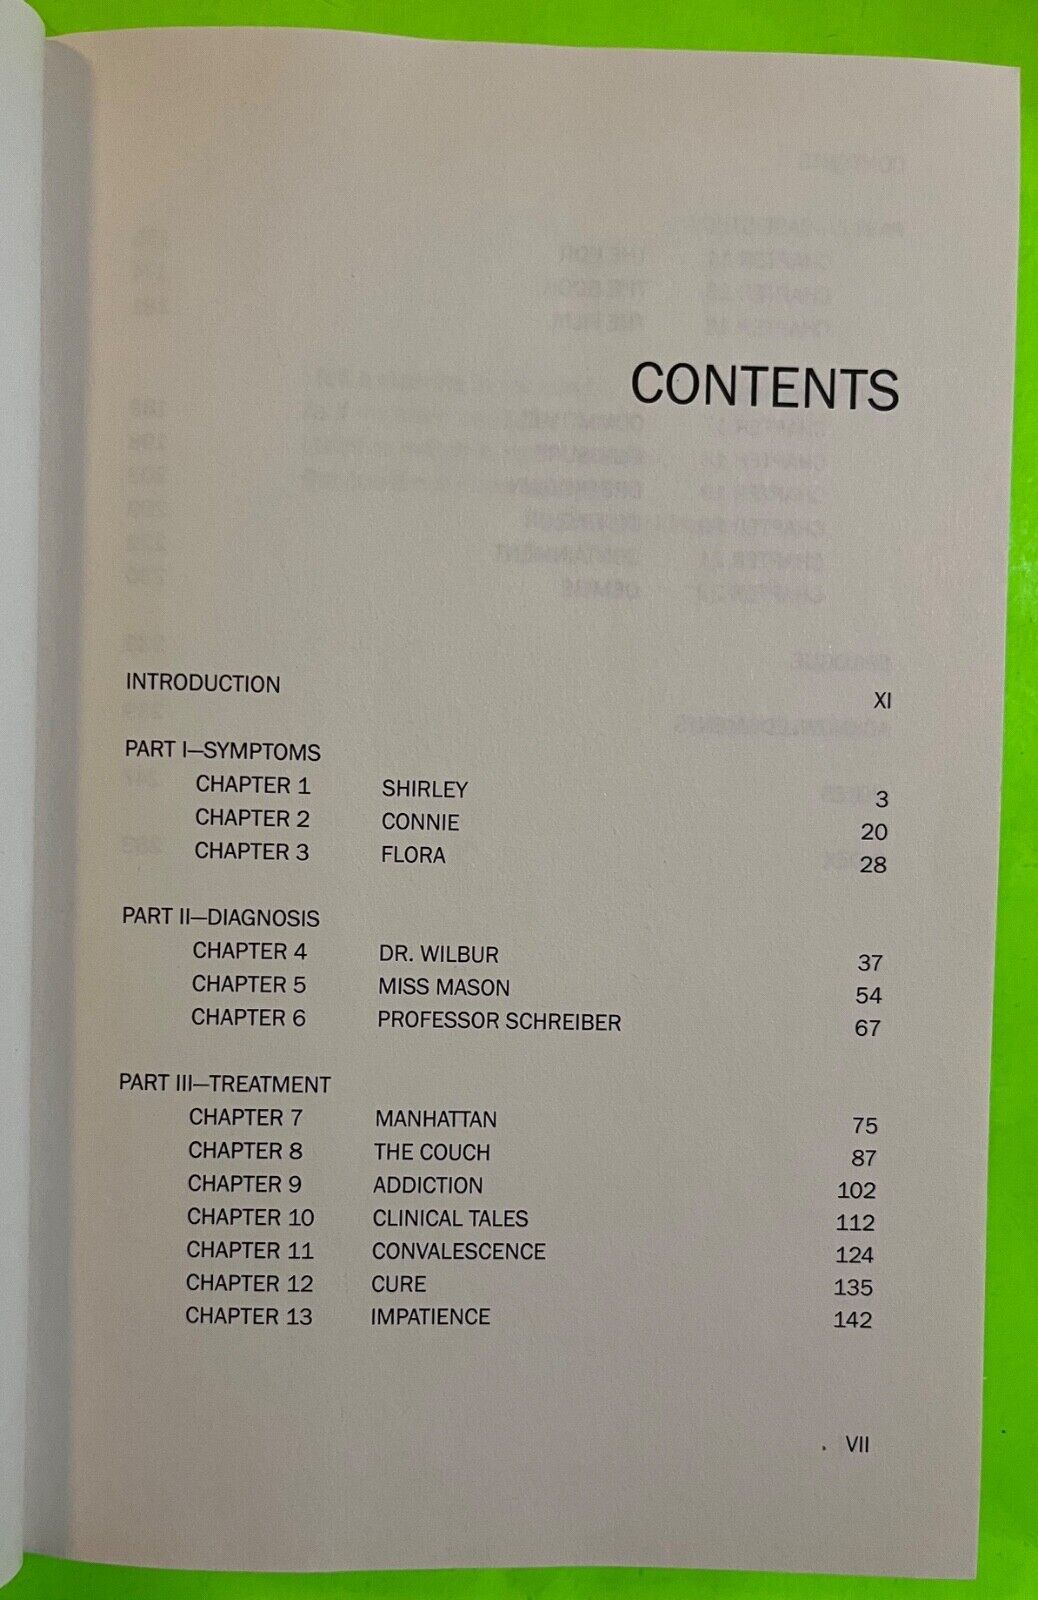 CONTENTS
INTRODUCTION XI
PART I—SYMPTOMS
CHAPTER 1 SHIRLEY 3
CHAPTER 2 CONNIE 20
CHAPTER 3 FLORA 28
PART II—DIAGNOSIS
CHAPTER 4 DR. WILBUR 37
CHAPTER 5 MISS MASON 54
CHAPTER 6 PROFESSOR SCHREIBER 67
PART III—TREATMENT
CHAPTER 7 MANHATTAN 75
CHAPTER 8 THE COUCH 87
CHAPTER 9 ADDICTION 102
CHAPTER 10 CLINICAL TALES 112
CHAPTER 11 CONVALESCENCE 124
CHAPTER 12 CURE 135
CHAPTER 13 IMPATIENCE 142
VII